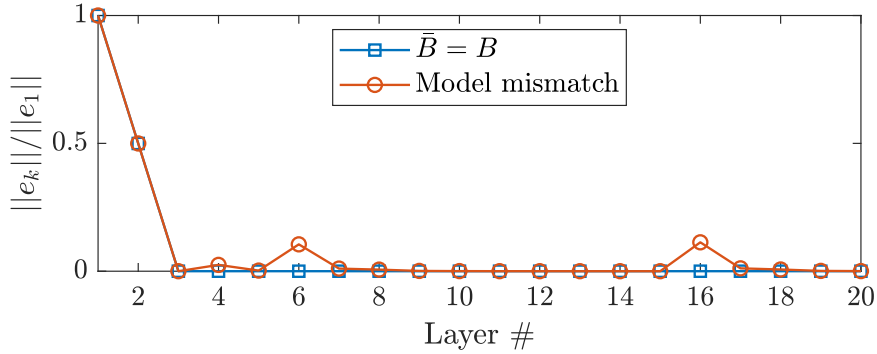 1
0.5
0
||e_k||/||e_1||
B̄ = B
Model mismatch
2 4 6 8 10 12 14 16 18 20
Layer #